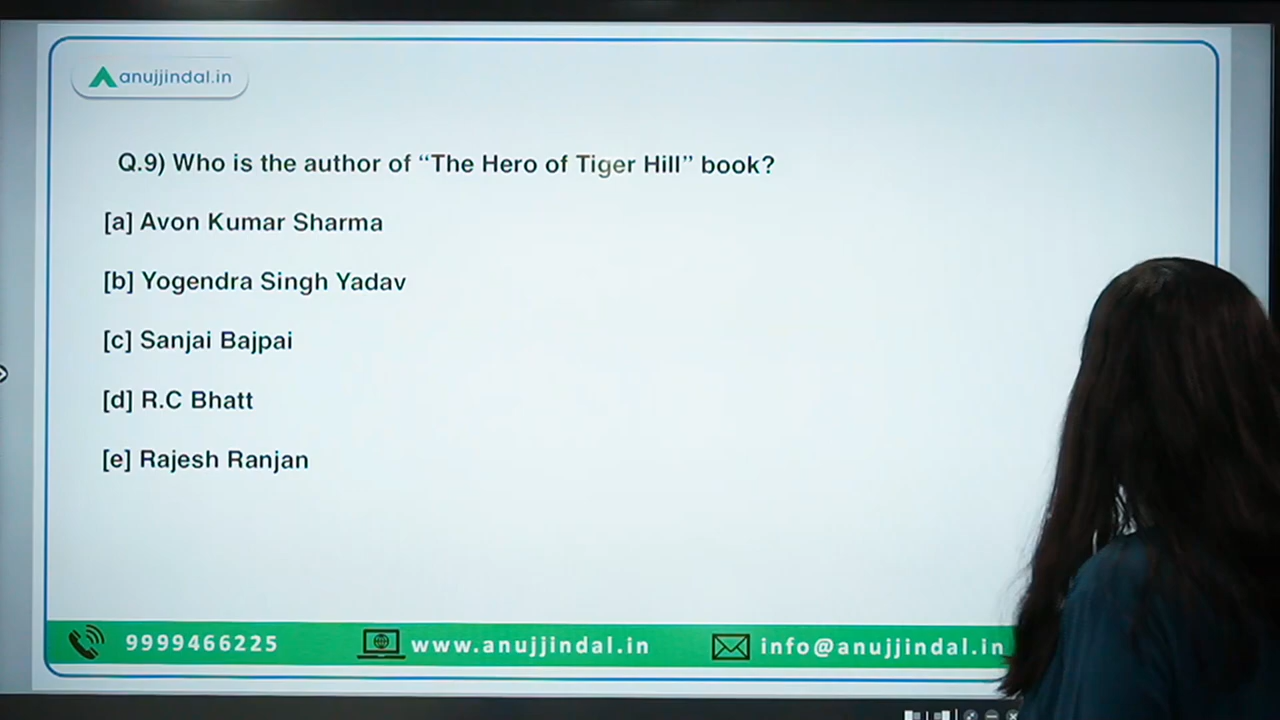 anujjindal.in
Q.9) Who is the author of “The Hero of Tiger Hill” book?
[a] Avon Kumar Sharma
[b] Yogendra Singh Yadav
[c] Sanjai Bajpai
[d] R.C Bhatt
[e] Rajesh Ranjan
9999466225 www.anujjindal.in info@anujjindal.in